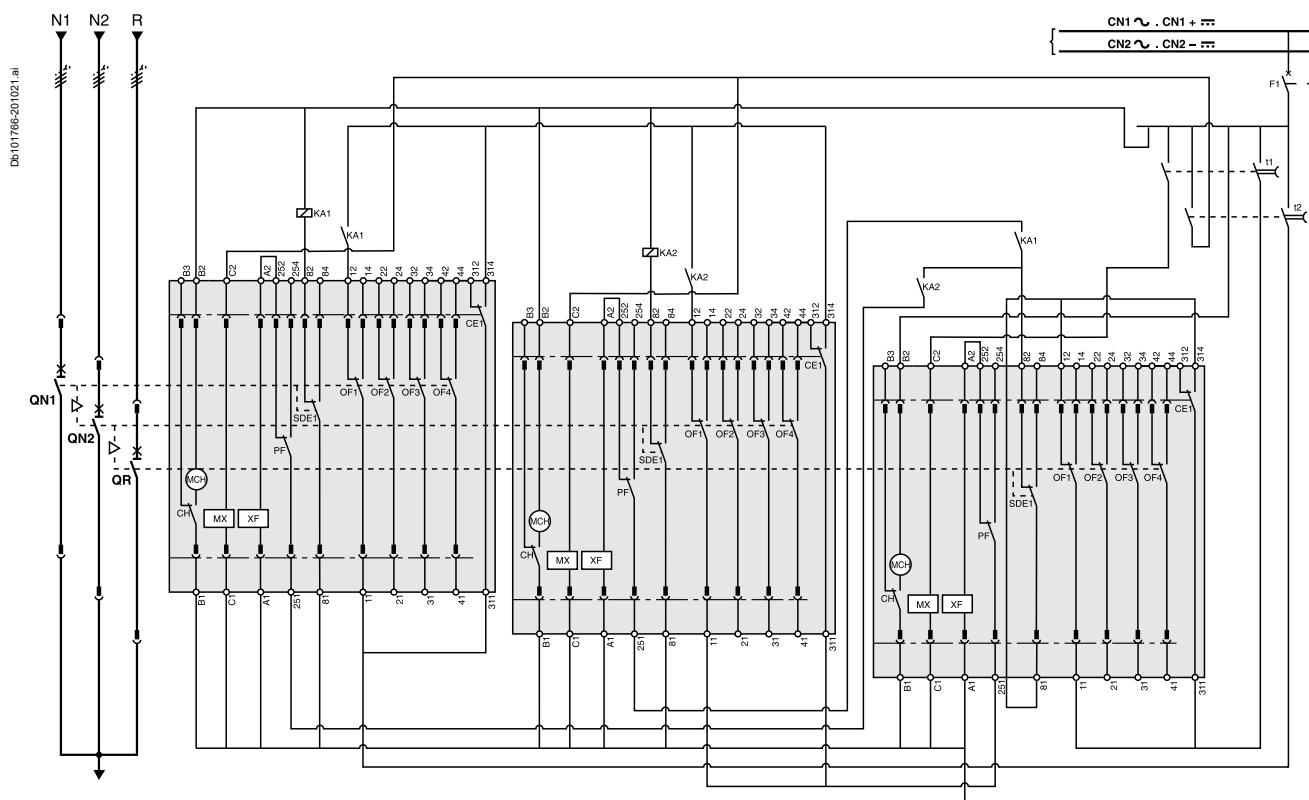 N1 N2 R
CN1 ∿ . CN1 + ⎓
CN2 ∿ . CN2 – ⎓
F1
Db101766-201021.ai
t1
t2
KA1
KA1
KA2
KA2
KA1
KA2
B3 B2 C2 A2 252 254 82 84 12 14 22 24 32 34 42 44 312 314
CE1
QN1
OF1 OF2 OF3 OF4
SDE1
PF
MCH
CH
MX XF
B1 C1 A1 251 81 11 21 31 41 311
B3 B2 C2 A2 252 254 82 84 12 14 22 24 32 34 42 44 312 314
CE1
QN2
OF1 OF2 OF3 OF4
SDE1
PF
MCH
CH
MX XF
B1 C1 A1 251 81 11 21 31 41 311
B3 B2 C2 A2 252 254 82 84 12 14 22 24 32 34 42 44 312 314
CE1
QR
OF1 OF2 OF3 OF4
SDE1
PF
MCH
CH
MX XF
B1 C1 A1 251 81 11 21 31 41 311